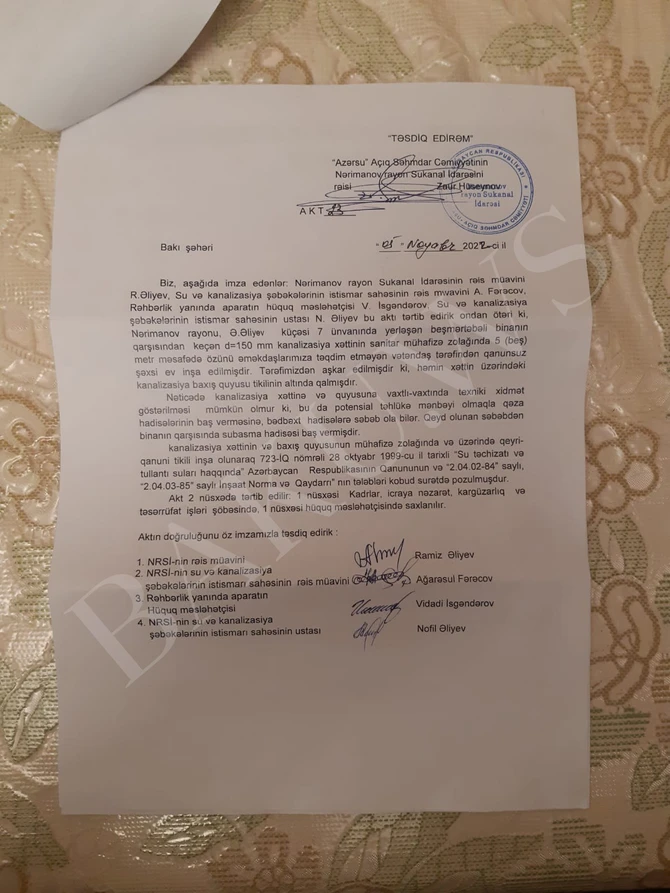 "TƏSDİQ EDİRƏM"
"Azərsu" Açıq Səhmdar Cəmiyyətinin
Nərimanov rayon Sukanal İdarəsini
rəisi Zaur Hüseynov
AKT 23
Bakı şəhəri "01" Noyabr 2022-ci il
Biz, aşağıda imza edənlər: Nərimanov rayon Sukanal İdarəsinin rəis müavini
R.Əliyev, Su və kanalizasiya şəbəkələrinin istismar sahəsinin rəis mwavini A. Fərəcov,
Rəhbərlik yanında aparatın hüquq məsləhətçisi V. İsgəndərov, Su və kanalizasiya
şəbəkələrinin istismar sahəsinin ustası N. Əliyev bu aktı tərtib edirik ondan ötəri ki,
Nərimanov rayonu, Ə.Əliyev küçəsi 7 ünvanında yerləşən beşmərtəbəli binanın
qarşısından keçən d=150 mm kanalizasiya xəttinin sanitar mühafizə zolağında 5 (beş)
metr məsafədə özünü əməkdaşlarımıza təqdim etməyən vətəndaş tərəfindən qanunsuz
şəxsi ev inşa edilmişdir. Tərəfimizdən aşkar edilmişdir ki, həmin xəttin üzərindəki
kanalizasiya baxış quyusu tikilinin altında qalmışdır.
Nəticədə kanalizasiya xəttinə və quyusuna vaxtlı-vaxtında texniki xidmət
göstərilməsi mümkün olmur ki, bu da potensial təhlükə mənbəyi olmaqla qəza
hadisələrinin baş verməsinə, bədbəxt hadisələrə səbəb ola bilər. Qeyd olunan səbəbdən
binanın qarşısında subasma hadisəsi baş vermişdir.
kanalizasiya xəttinin və baxış quyusunun mühafizə zolağında və üzərində qeyri-
qanuni tikili inşa olunaraq 723-İQ nömrəli 28 oktyabr 1999-cu il tarixli "Su təchizatı və
tullantı suları haqqında" Azərbaycan Respublikasının Qanununun və "2.04.02-84" saylı,
"2.04.03-85" saylı İnşaat Norma və Qaydarn" nın tələbləri kobud surətdə pozulmuşdur.
Akt 2 nüsxədə tərtib edilir: 1 nüsxəsi Kadrlar, icraya nəzarət, kargüzarlıq və
təsərrüfat işləri şöbəsində, 1 nüsxəsi hüquq məsləhətçisində saxlanılır.
Aktın doğruluğunu öz imzamızla təsdiq edirik :
1. NRSİ-nin rəis müavini Ramiz Əliyev
2. NRSİ-nin su və kanalizasiya
şəbəkələrinin istismar sahəsinin rəis müavini Ağarəsul Fərəcov
3. Rəhbərlik yanında aparatın
Hüquq məsləhətçisi Vidadi İsgəndərov
4. NRSİ-nin su və kanalizasiya
şəbəkələrinin istismarı sahəsinin ustası Nofil Əliyev